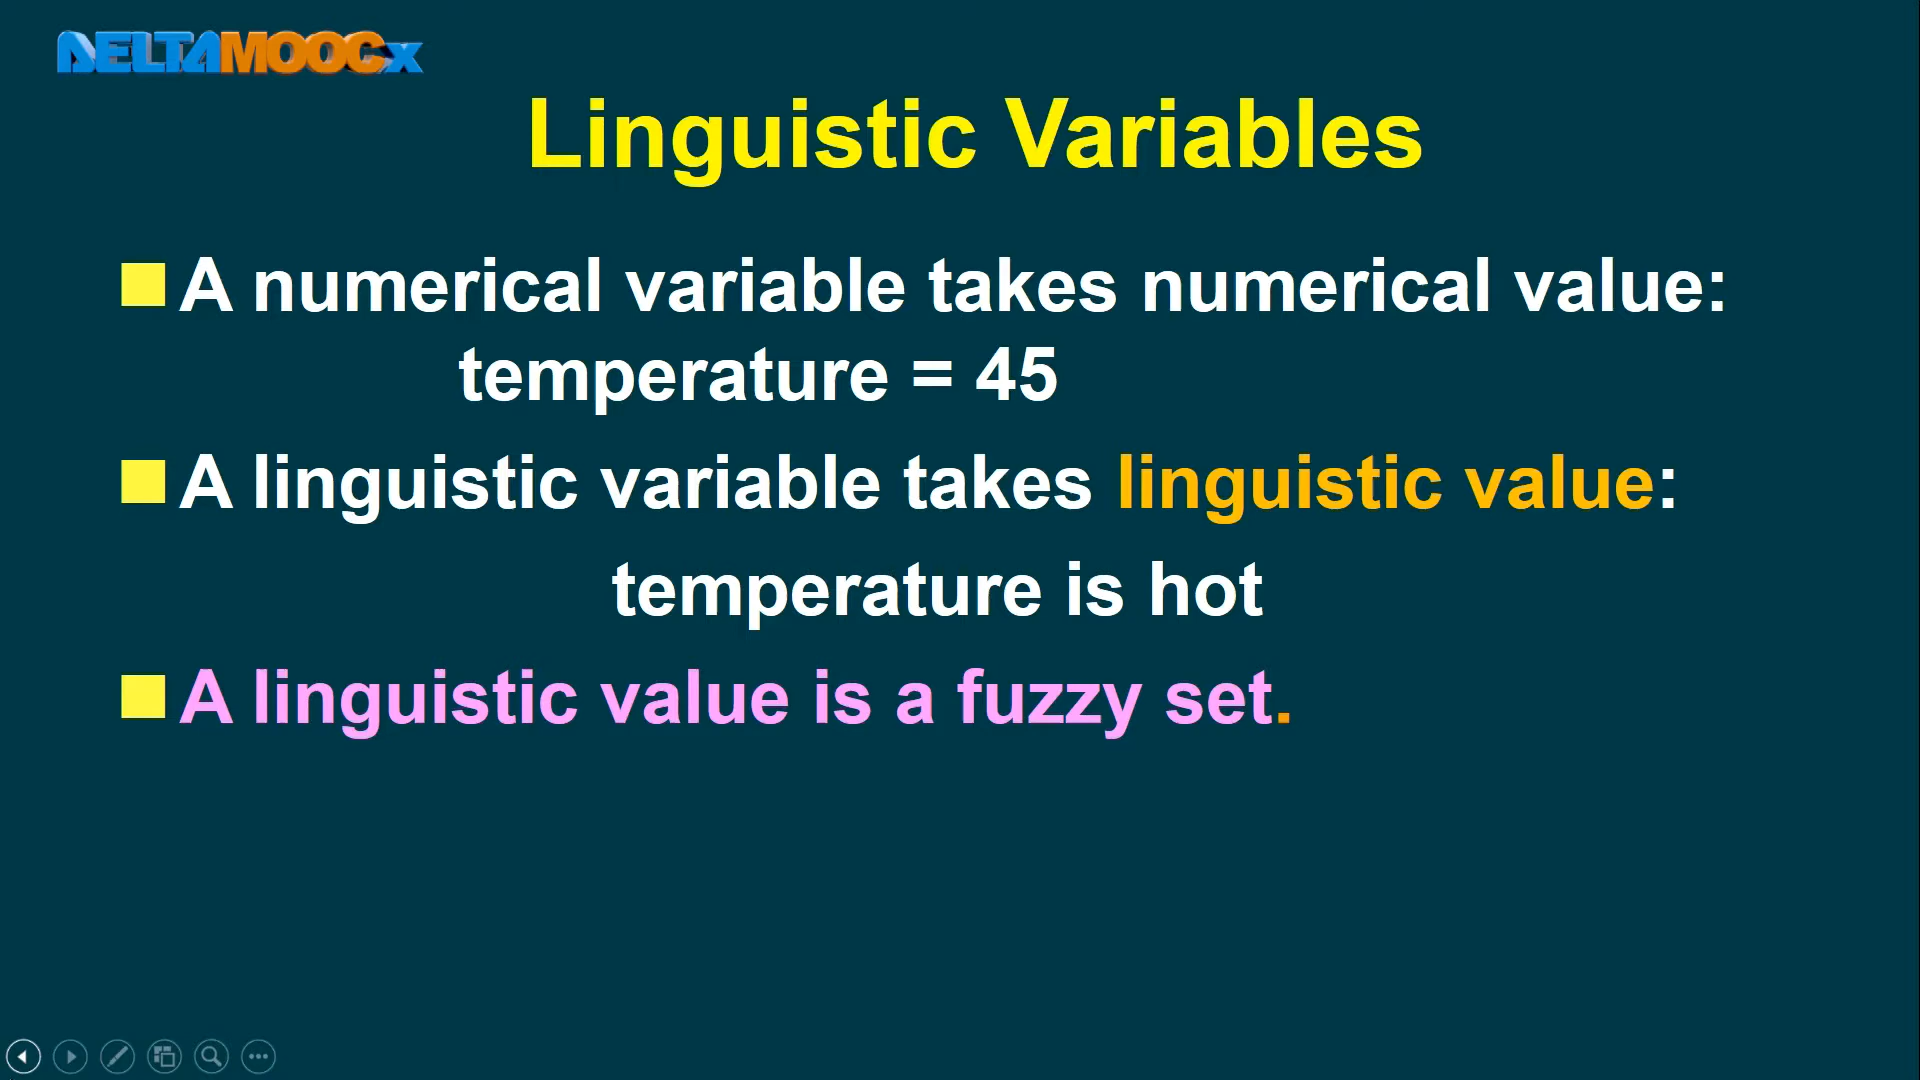 DELTAMOOCx
Linguistic Variables
A numerical variable takes numerical value:
temperature = 45
A linguistic variable takes linguistic value:
temperature is hot
A linguistic value is a fuzzy set.